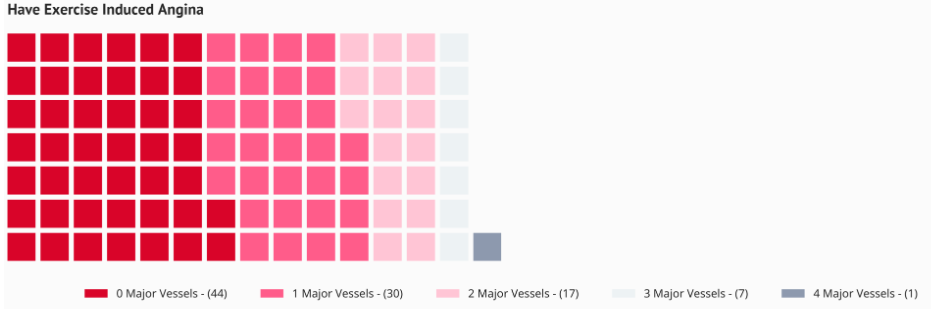 Have Exercise Induced Angina
0 Major Vessels - (44) 1 Major Vessels - (30) 2 Major Vessels - (17) 3 Major Vessels - (7) 4 Major Vessels - (1)